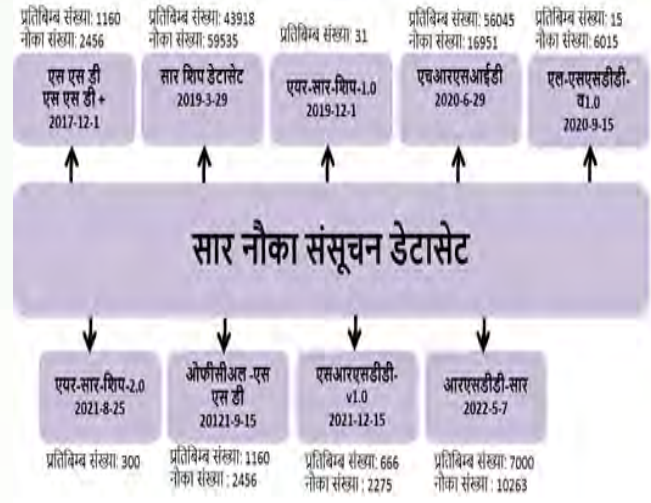 प्रतिबिम्ब संख्या: 1160
नौका संख्या: 2456
एस एस डी
एस एस डी +
2017-12-1
प्रतिबिम्ब संख्या: 43918
नौका संख्या: 59535
सार शिप डेटासेट
2019-3-29
प्रतिबिम्ब संख्या: 31
एयर-सार-शिप-1.0
2019-12-1
प्रतिबिम्ब संख्या: 56045
नौका संख्या: 16951
एचआरएसआईडी
2020-6-29
प्रतिबिम्ब संख्या: 15
नौका संख्या: 6015
एल-एसएसडीडी-
व1.0
2020-9-15
सार नौका संसूचन डेटासेट
एयर-सार-शिप-2.0
2021-8-25
प्रतिबिम्ब संख्या: 300
ओफीसीअल -एस
एस डी
20121-9-15
प्रतिबिम्ब संख्या: 1160
नौका संख्या : 2456
एसआरएसडीडी-
v1.0
2021-12-15
प्रतिबिम्ब संख्या: 666
नौका संख्या : 2275
आरएसडीडी-सार
2022-5-7
प्रतिबिम्ब संख्या: 7000
नौका संख्या : 10263